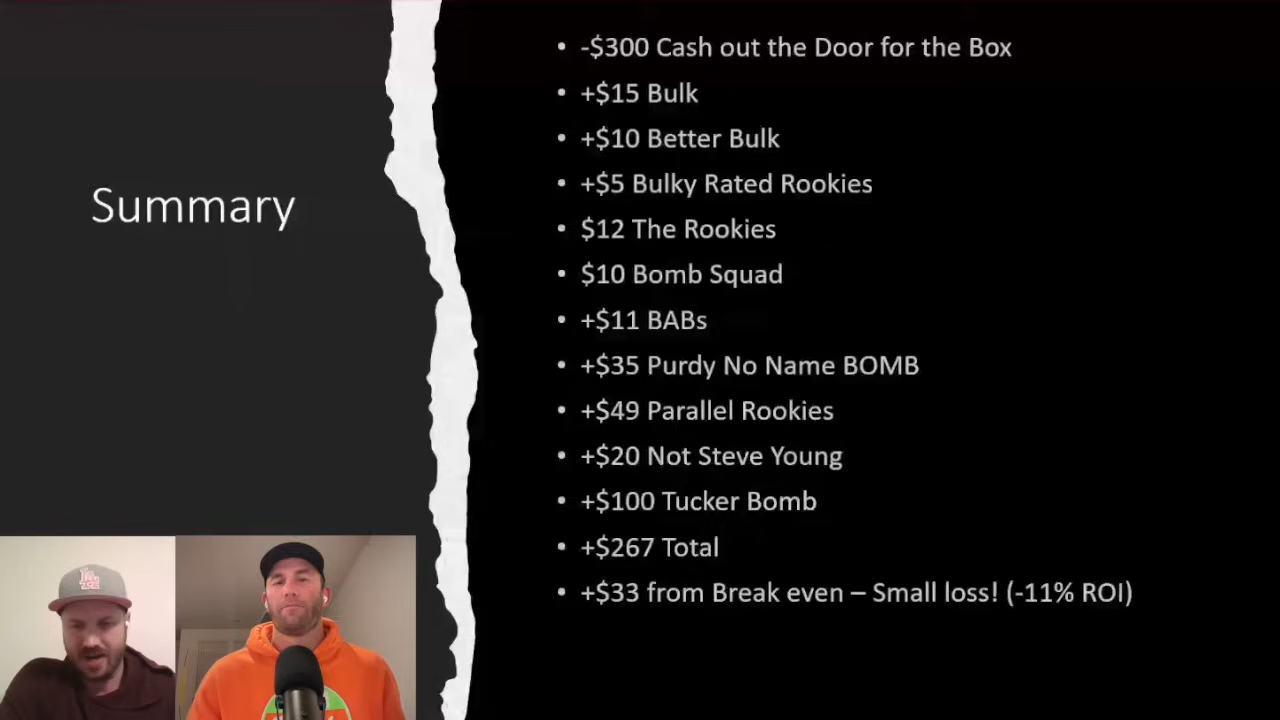 Summary
-$300 Cash out the Door for the Box
+$15 Bulk
+$10 Better Bulk
+$5 Bulky Rated Rookies
$12 The Rookies
$10 Bomb Squad
+$11 BABs
+$35 Purdy No Name BOMB
+$49 Parallel Rookies
+$20 Not Steve Young
+$100 Tucker Bomb
+$267 Total
+$33 from Break even – Small loss! (-11% ROI)